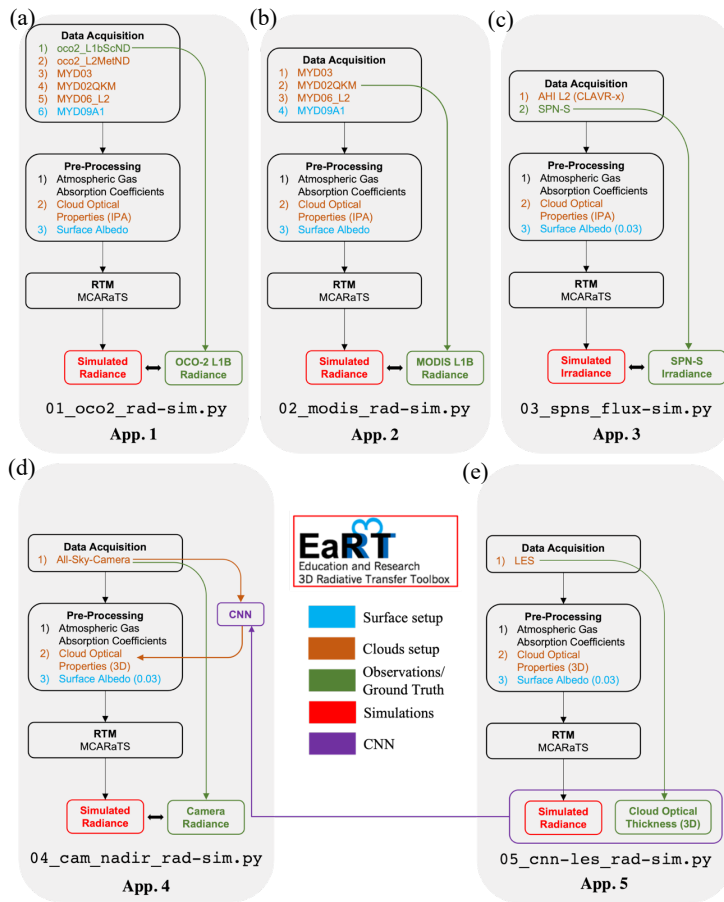 (a)
Data Acquisition
1) oco2_L1bScND
2) oco2_L2MetND
3) MYD03
4) MYD02QKM
5) MYD06_L2
6) MYD09A1
Pre-Processing
1) Atmospheric Gas
Absorption Coefficients
2) Cloud Optical
Properties (IPA)
3) Surface Albedo
RTM
MCARaTS
Simulated
Radiance
OCO-2 L1B
Radiance
01_oco2_rad-sim.py
App. 1
(b)
Data Acquisition
1) MYD03
2) MYD02QKM
3) MYD06_L2
4) MYD09A1
Pre-Processing
1) Atmospheric Gas
Absorption Coefficients
2) Cloud Optical
Properties (IPA)
3) Surface Albedo
RTM
MCARaTS
Simulated
Radiance
MODIS L1B
Radiance
02_modis_rad-sim.py
App. 2
(c)
Data Acquisition
1) AHI L2 (CLAVR-x)
2) SPN-S
Pre-Processing
1) Atmospheric Gas
Absorption Coefficients
2) Cloud Optical
Properties (IPA)
3) Surface Albedo (0.03)
RTM
MCARaTS
Simulated
Irradiance
SPN-S
Irradiance
03_spns_flux-sim.py
App. 3
(d)
Data Acquisition
1) All-Sky-Camera
CNN
Pre-Processing
1) Atmospheric Gas
Absorption Coefficients
2) Cloud Optical
Properties (3D)
3) Surface Albedo (0.03)
RTM
MCARaTS
Simulated
Radiance
Camera
Radiance
04_cam_nadir_rad-sim.py
App. 4
EaR3T
Education and Research
3D Radiative Transfer Toolbox
Surface setup
Clouds setup
Observations/
Ground Truth
Simulations
CNN
(e)
Data Acquisition
1) LES
Pre-Processing
1) Atmospheric Gas
Absorption Coefficients
2) Cloud Optical
Properties (3D)
3) Surface Albedo (0.03)
RTM
MCARaTS
Simulated
Radiance
Cloud Optical
Thickness (3D)
05_cnn-les_rad-sim.py
App. 5